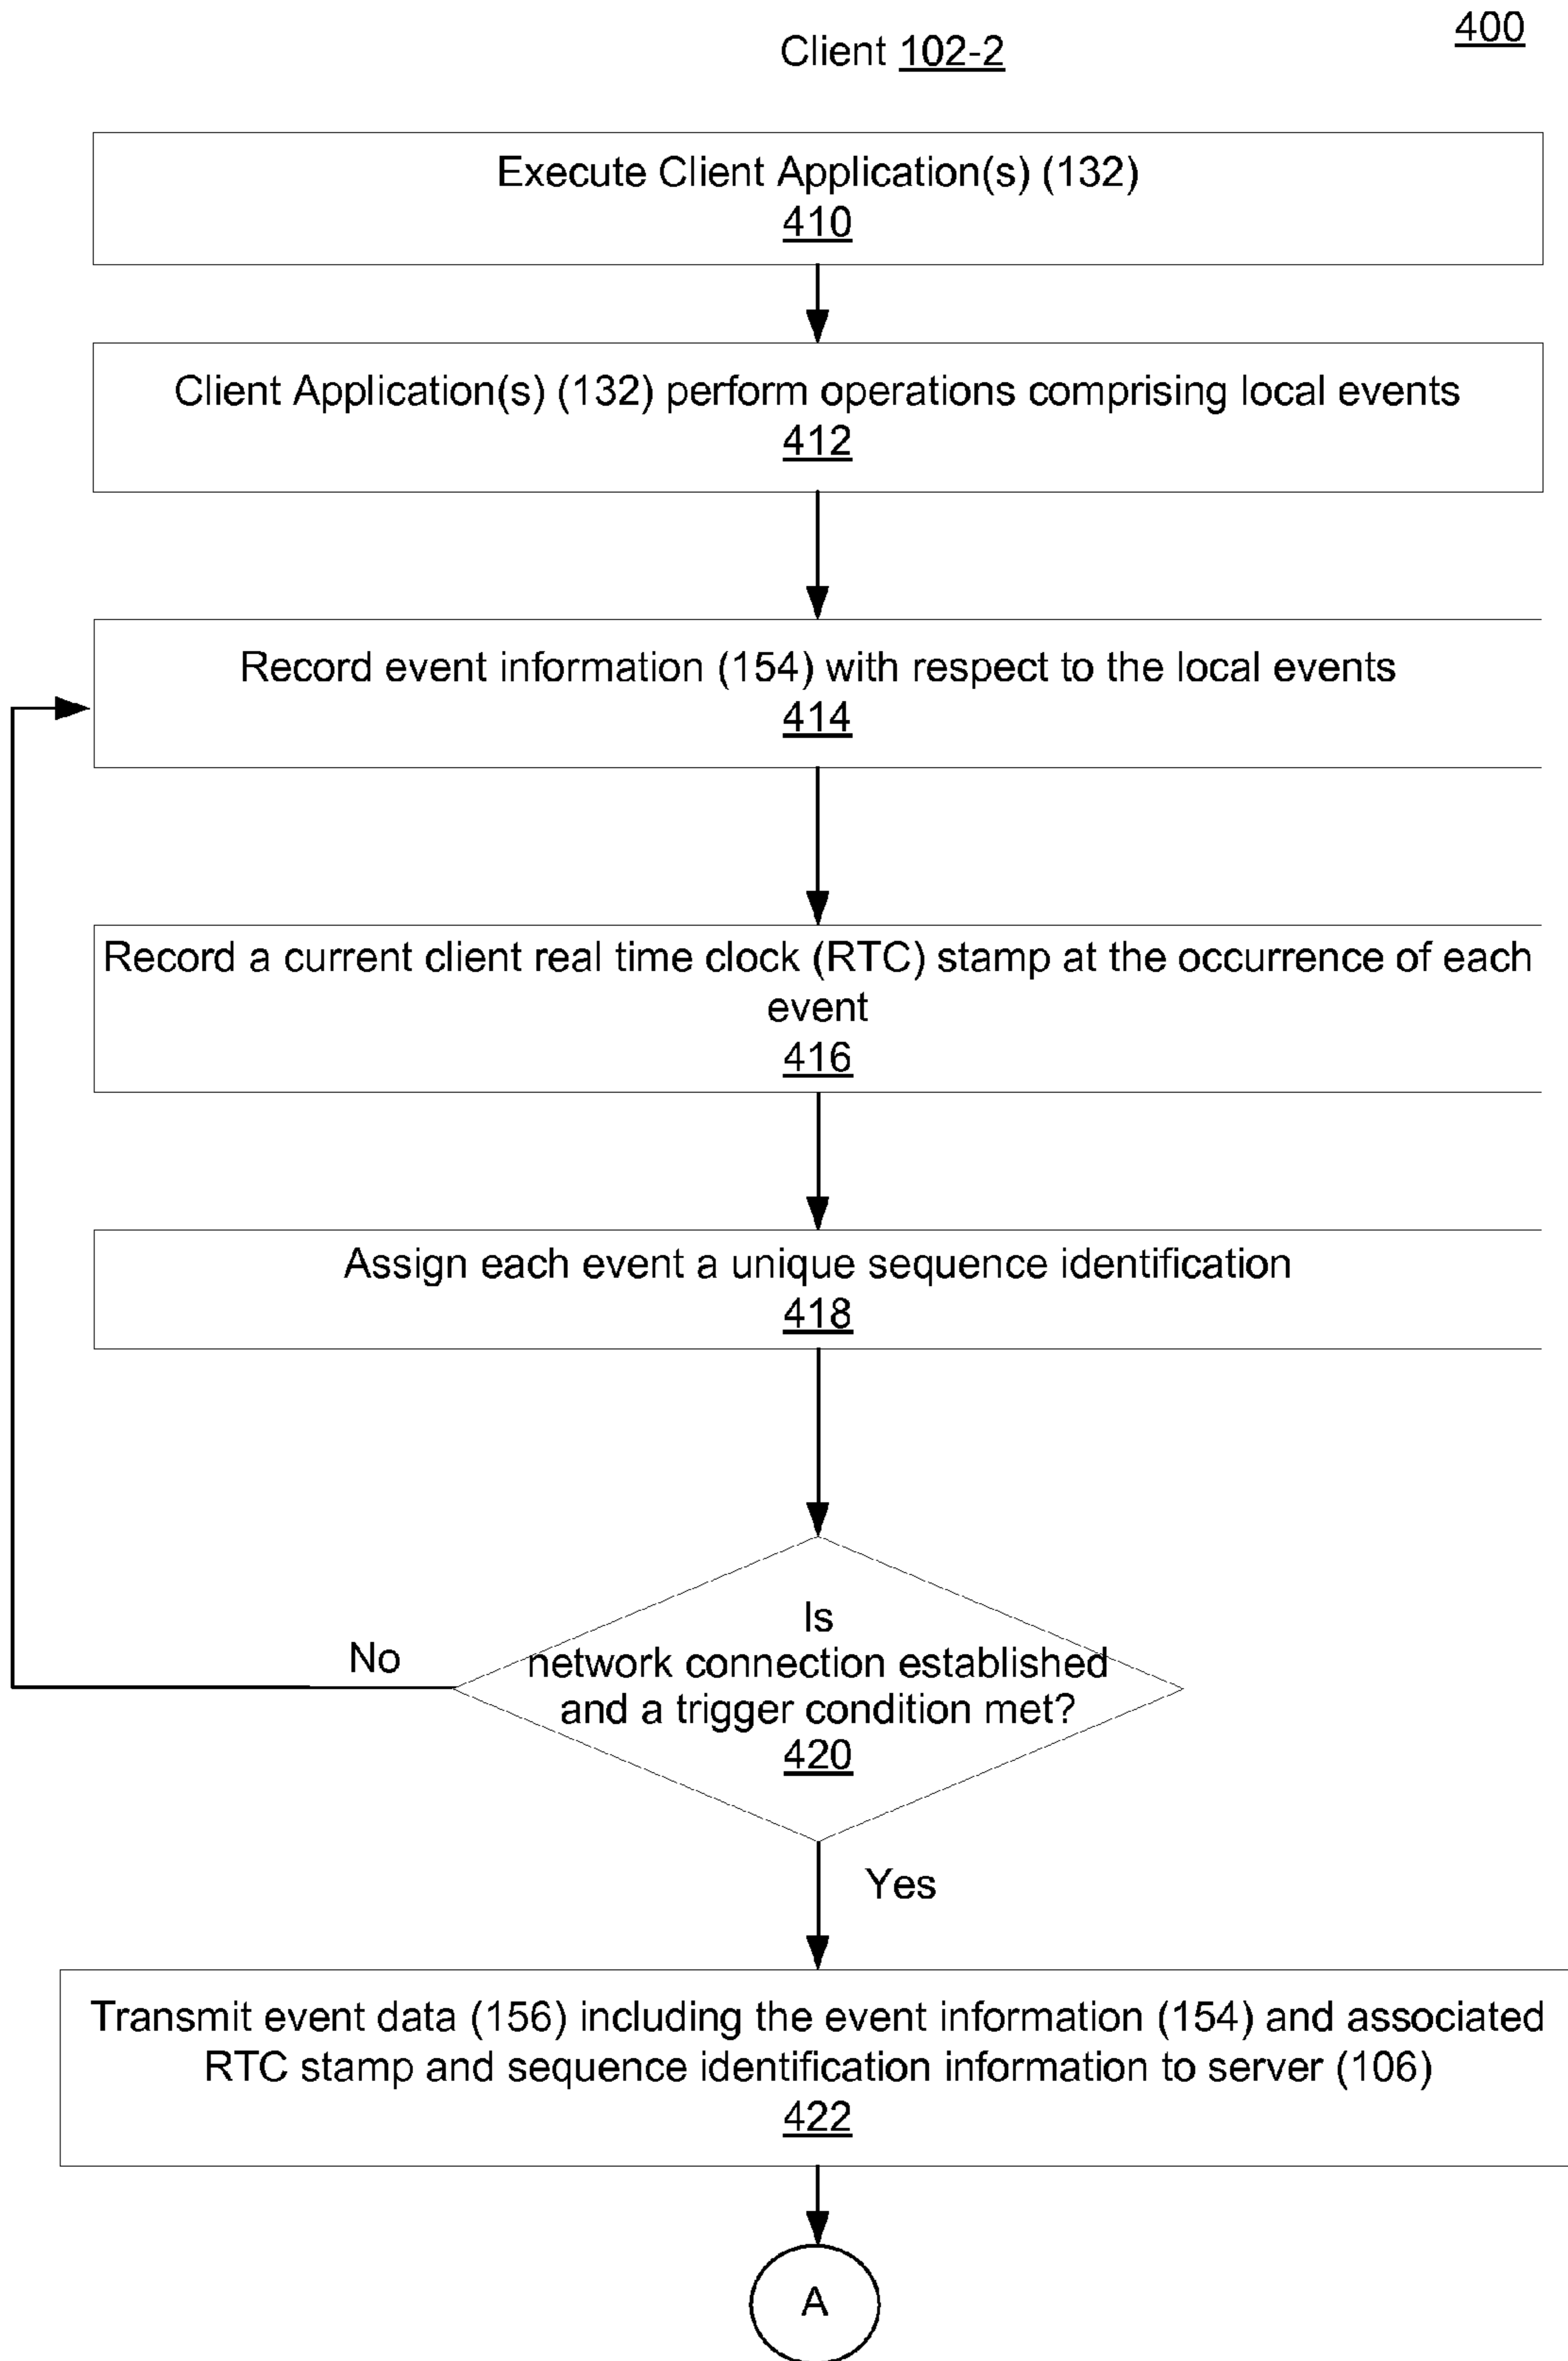 400
Client 102-2
Execute Client Application(s) (132)
410
Client Application(s) (132) perform operations comprising local events
412
Record event information (154) with respect to the local events
414
Record a current client real time clock (RTC) stamp at the occurrence of each
event
416
Assign each event a unique sequence identification
418
Is
network connection established
and a trigger condition met?
420
No
Yes
Transmit event data (156) including the event information (154) and associated
RTC stamp and sequence identification information to server (106)
422
A